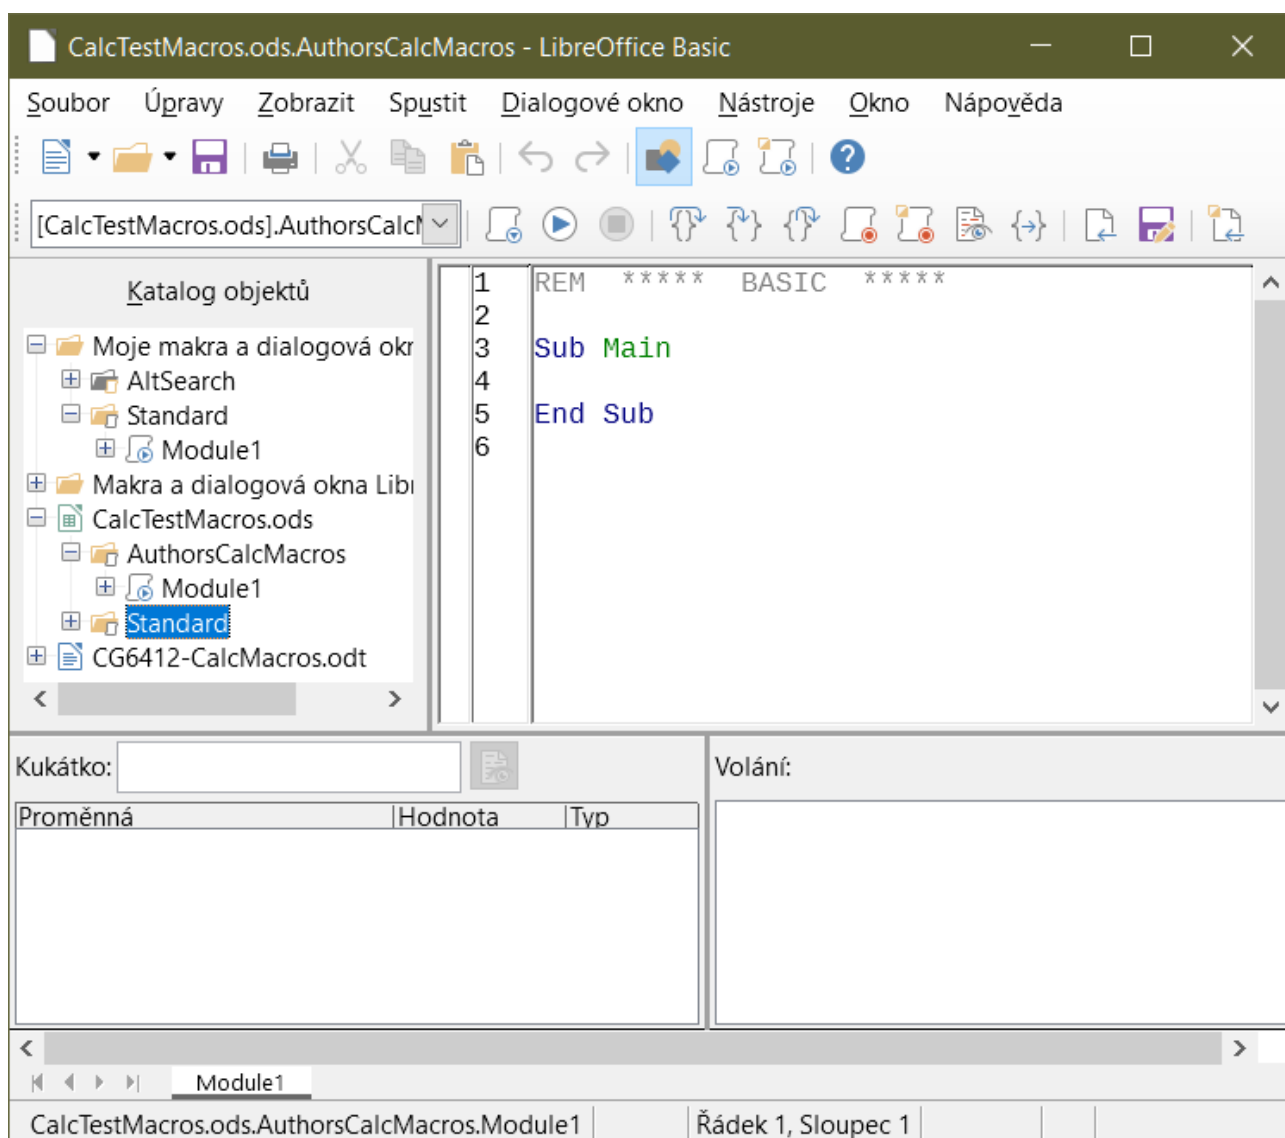 CalcTestMacros.ods.AuthorsCalcMacros - LibreOffice Basic
Soubor Úpravy Zobrazit Spustit Dialogové okno Nástroje Okno Nápověda
[CalcTestMacros.ods].AuthorsCalcM
Katalog objektů
Moje makra a dialogová okn
AltSearch
Standard
Module1
Makra a dialogová okna Libr
CalcTestMacros.ods
AuthorsCalcMacros
Module1
Standard
CG6412-CalcMacros.odt
1 REM ***** BASIC *****
2
3 Sub Main
4
5 End Sub
6
Kukátko:
Proměnná Hodnota Typ
Volání:
Module1
CalcTestMacros.ods.AuthorsCalcMacros.Module1 Řádek 1, Sloupec 1